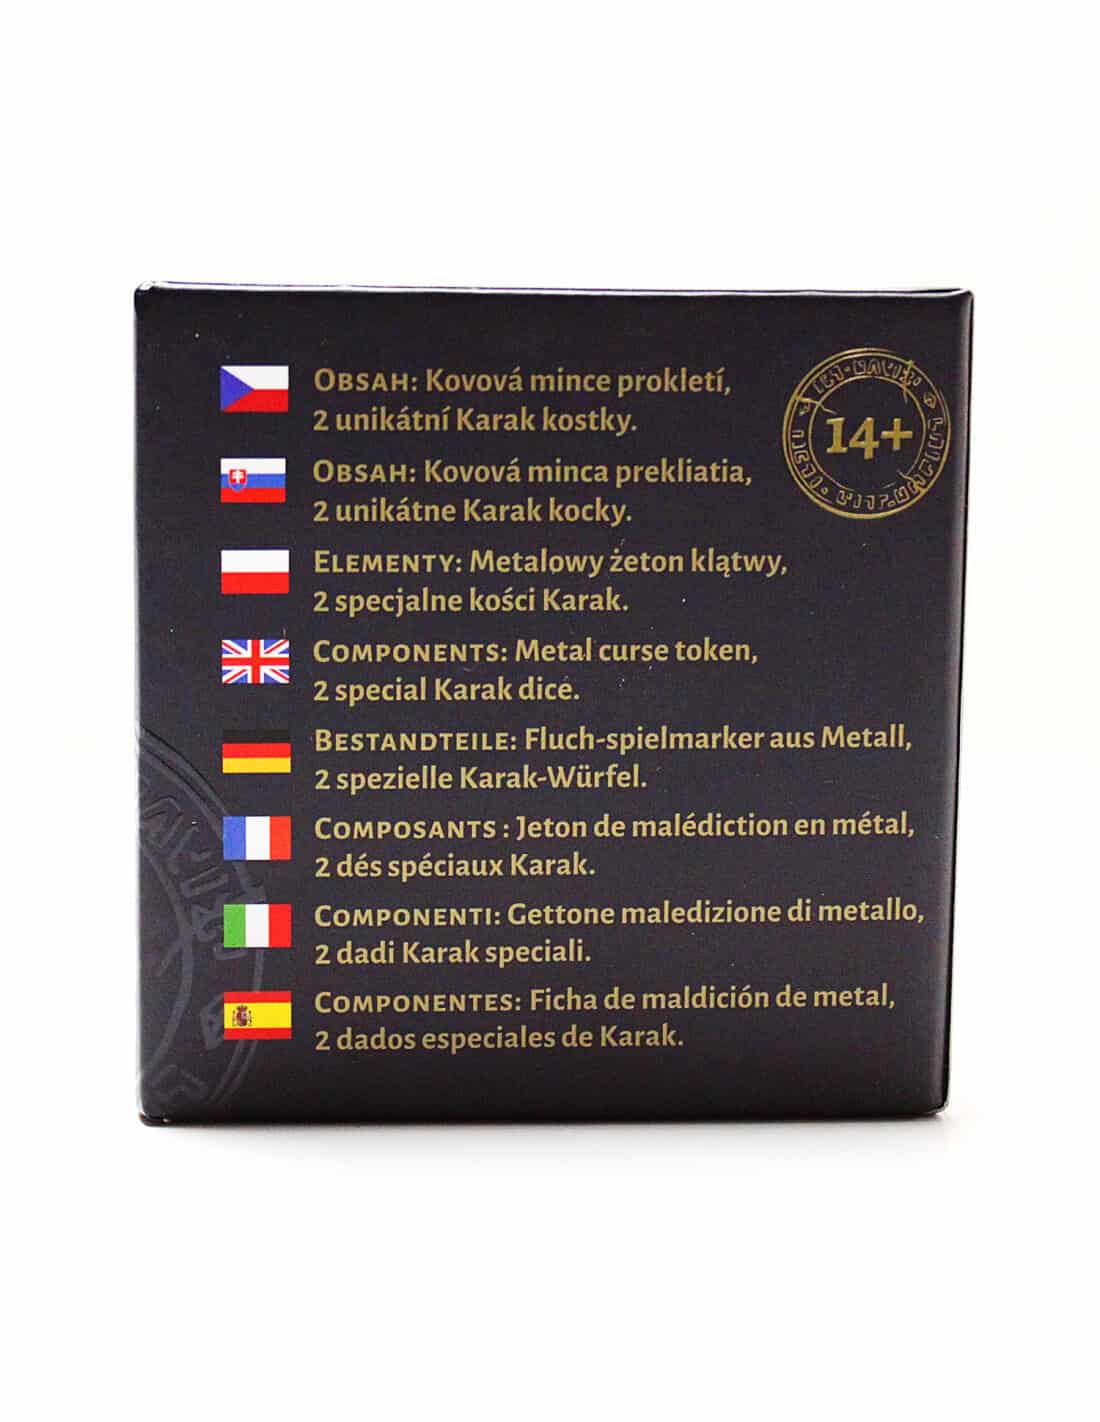 OBSAH: Kovová mince prokletí,
2 unikátní Karak kostky.
14+
OBSAH: Kovová minca prekliatia,
2 unikátne Karak kocky.
ELEMENTY: Metalowy żeton klątwy,
2 specjalne kości Karak.
COMPONENTS: Metal curse token,
2 special Karak dice.
BESTANDTEILE: Fluch-spielmarker aus Metall,
2 spezielle Karak-Würfel.
COMPOSANTS : Jeton de malédiction en métal,
2 dés spéciaux Karak.
COMPONENTI: Gettone maledizione di metallo,
2 dadi Karak speciali.
COMPONENTES: Ficha de maldición de metal,
2 dados especiales de Karak.